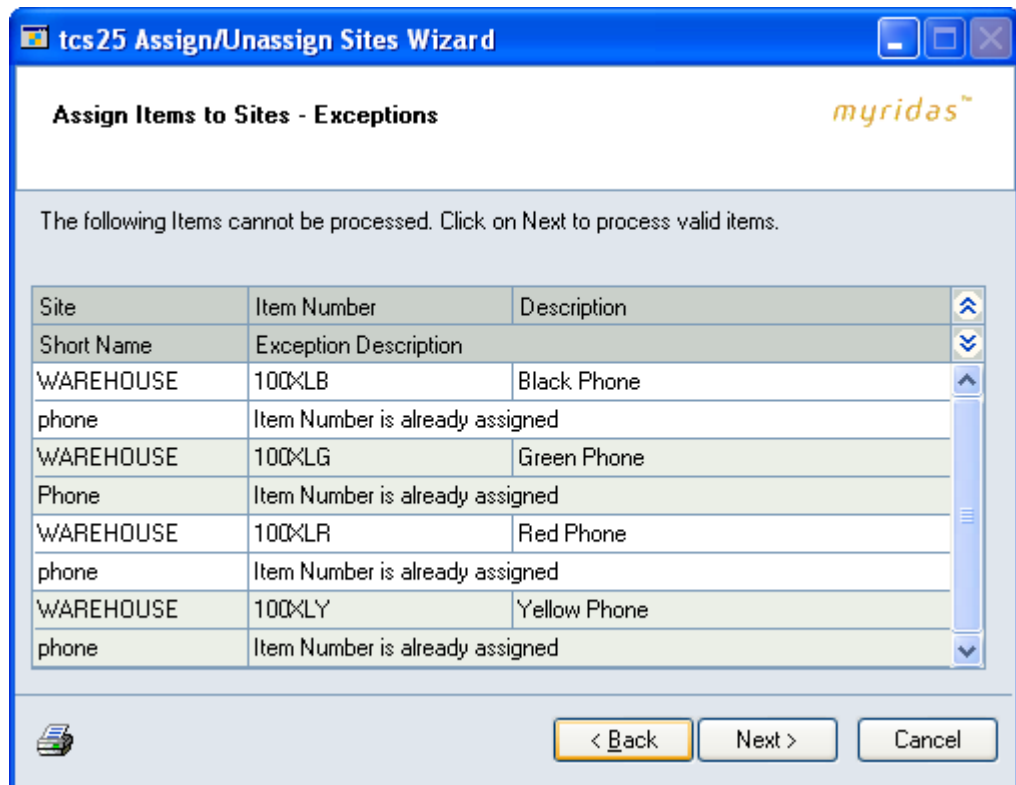 tcs25 Assign/Unassign Sites Wizard
Assign Items to Sites - Exceptions
myridas™
The following Items cannot be processed. Click on Next to process valid items.
Site Item Number Description
Short Name Exception Description
WAREHOUSE 100XLB Black Phone
phone Item Number is already assigned
WAREHOUSE 100XLG Green Phone
Phone Item Number is already assigned
WAREHOUSE 100XLR Red Phone
phone Item Number is already assigned
WAREHOUSE 100XLY Yellow Phone
phone Item Number is already assigned
< Back Next > Cancel